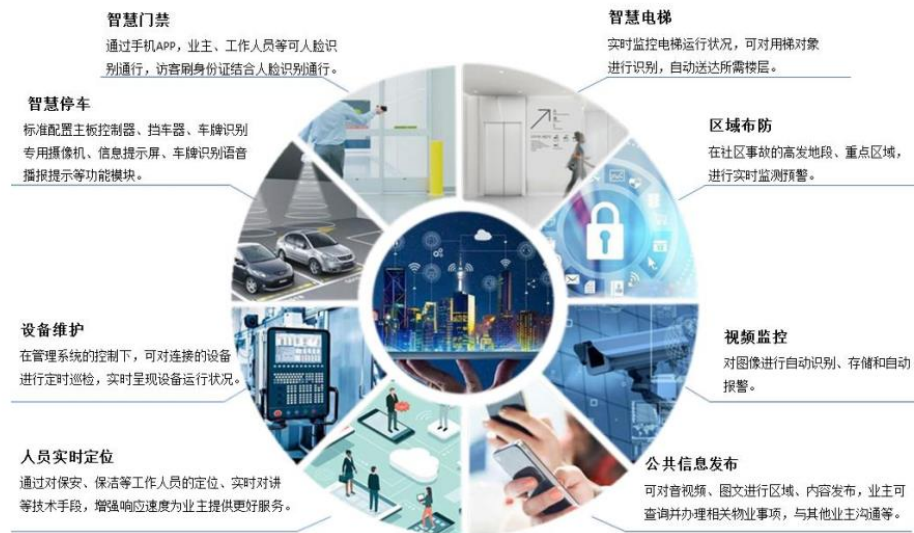 智慧门禁
通过手机APP，业主、工作人员等可人脸识
别通行，访客刷身份证结合人脸识别通行。
智慧停车
标准配置主板控制器、挡车器、车牌识别
专用摄像机、信息提示屏、车牌识别语音
播报提示等功能模块。
设备维护
在管理系统的控制下，可对连接的设备
进行定时巡检，实时呈现设备运行状况。
人员实时定位
通过对保安、保洁等工作人员的定位、实时对讲
等技术手段，增强响应速度为业主提供更好服务。
智慧电梯
实时监控电梯运行状况，可对用梯对象
进行识别，自动送达所需楼层。
区域布防
在社区事故的高发地段、重点区域，
进行实时监测预警。
视频监控
对图像进行自动识别、存储和自动
报警。
公共信息发布
可对音视频、图文进行区域、内容发布，业主可
查询并办理相关物业事项，与其他业主沟通等。